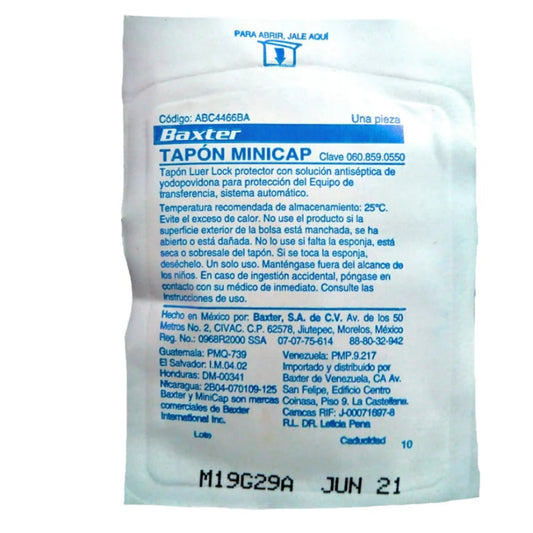 PARA ABRIR, JALE AQUÍ
Código: ABC4466BA Una pieza
Baxter
TAPÓN MINICAP Clave 060.859.0550
Tapón Luer Lock protector con solución antiséptica de
yodopovidona para protección del Equipo de
transferencia, sistema automático.
Temperatura recomendada de almacenamiento: 25°C.
Evite el exceso de calor. No use el producto si la
superficie exterior de la bolsa está manchada, se ha
abierto o está dañada. No lo use si falta la esponja, está
seca o sobresale del tapón. Si se toca la esponja,
deséchelo. Un solo uso. Manténgase fuera del alcance de
los niños. En caso de ingestión accidental, póngase en
contacto con su médico de inmediato. Consulte las
Instrucciones de uso.
Hecho en México por: Baxter, S.A. de C.V. Av. de los 50
Metros No. 2, CIVAC. C.P. 62578, Jiutepec, Morelos, México
Reg. No.: 0968R2000 SSA 07-07-75-614 88-80-32-942
Guatemala: PMQ-739
El Salvador: I.M.04.02
Honduras: DM-00341
Nicaragua: 2B04-070109-125
Baxter y MiniCap son marcas
comerciales de Baxter
International Inc.
Venezuela: PMP.9.217
Importado y distribuido por
Baxter de Venezuela, CA Av.
San Felipe, Edificio Centro
Coinasa, Piso 9. La Castellana.
Caracas RIF: J-00071697-8
R.L. DR. Leticia Pena
Lote Caducidad 10
M19G29A JUN 21